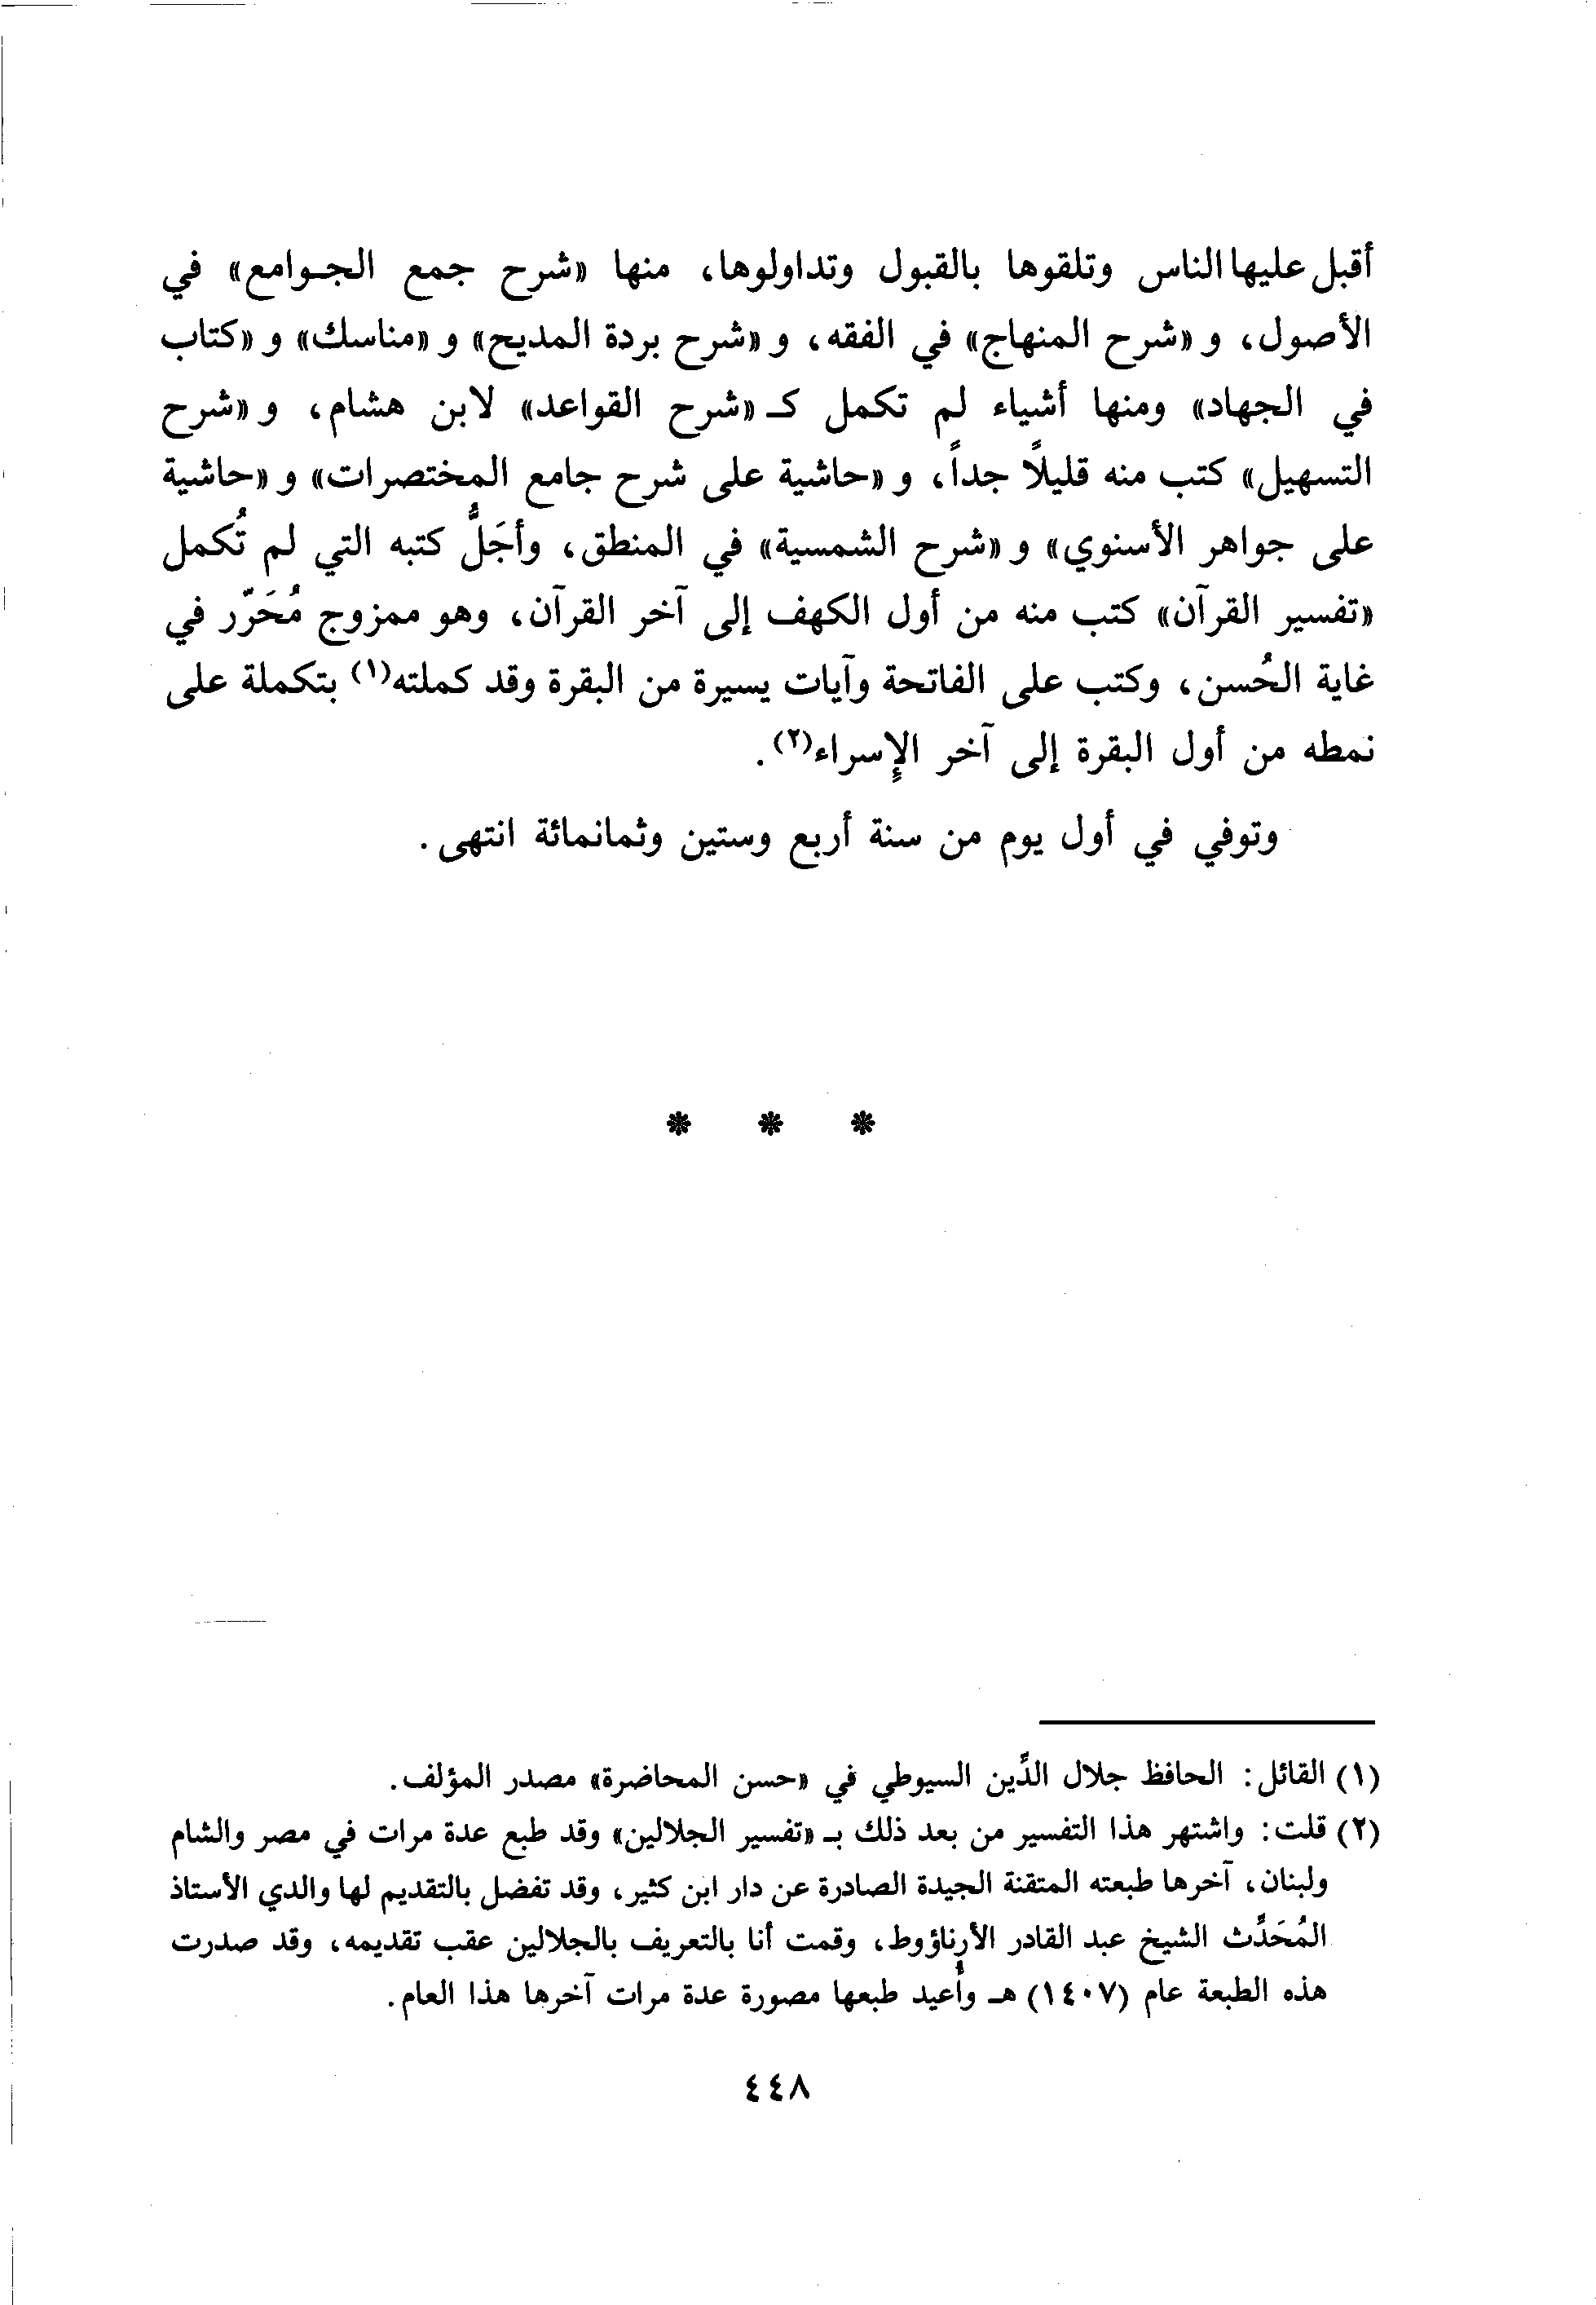 أقبل عليها الناس وتلقوها بالقبول وتداولوها، منها «شرح جمع الجـوامع» في
الأصول، و «شرح المنهاج» في الفقه، و «شرح بردة المديح» و «مناسك» و «كتاب
في الجهاد» ومنها أشياء لم تكمل كـ «شرح القواعد» لابن هشام، و «شرح
التسهيل» كتب منه قليلاً جداً، و «حاشية على شرح جامع المختصرات» و «حاشية
على جواهر الأسنوي» و «شرح الشمسية» في المنطق، وأجَلُّ كتبه التي لم تُكمل
«تفسير القرآن» كتب منه من أول الكهف إلى آخر القرآن، وهو ممزوج مُحَرّر في
غاية الحُسن، وكتب على الفاتحة وآيات يسيرة من البقرة وقد كملته(١) بتكملة على
نمطه من أول البقرة إلى آخر الإسراء(٢).
وتوفي في أول يوم من سنة أربع وستين وثمانمائة انتهى.
* * *
(١) القائل: الحافظ جلال الدِّين السيوطي في «حسن المحاضرة» مصدر المؤلف.
(٢) قلت: واشتهر هذا التفسير من بعد ذلك بـ «تفسير الجلالين» وقد طبع عدة مرات في مصر والشام
ولبنان، آخرها طبعته المتقنة الجيدة الصادرة عن دار ابن كثير، وقد تفضل بالتقديم لها والدي الأستاذ
المُحَدِّث الشيخ عبد القادر الأرناؤوط، وقمت أنا بالتعريف بالجلالين عقب تقديمه، وقد صدرت
هذه الطبعة عام (١٤٠٧) هـ وأُعيد طبعها مصورة عدة مرات آخرها هذا العام.
٤٤٨